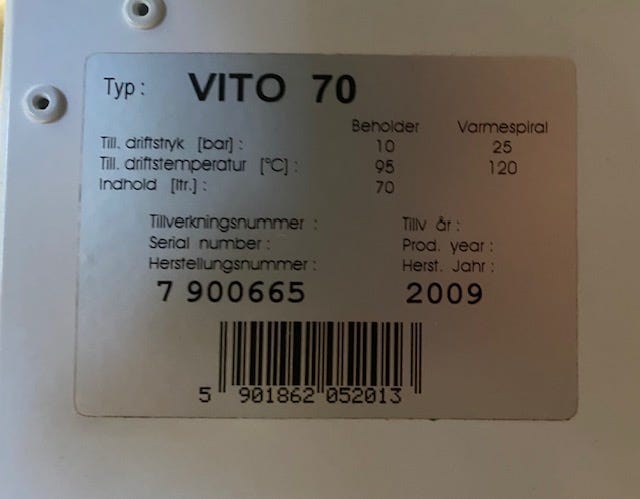 Typ: VITO 70
Beholder Varmespiral
Till. driftstryk [bar] : 10 25
Till. driftstemperatur [°C] : 95 120
Indhold [ltr.] : 70
Tillverkningsnummer : Tillv år :
Serial number : Prod. year :
Herstellungsnummer : Herst. Jahr :
7 900665 2009
5 901862 052013